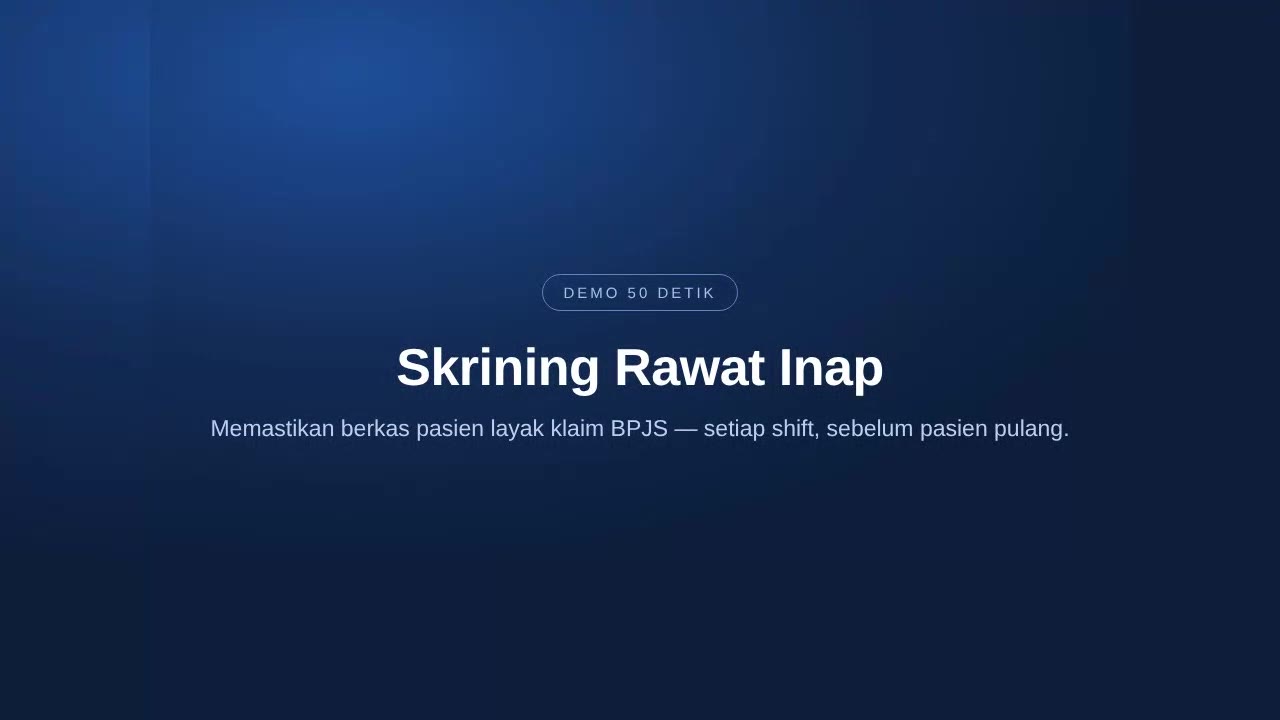 DEMO 50 DETIK
Skrining Rawat Inap
Memastikan berkas pasien layak klaim BPJS — setiap shift, sebelum pasien pulang.